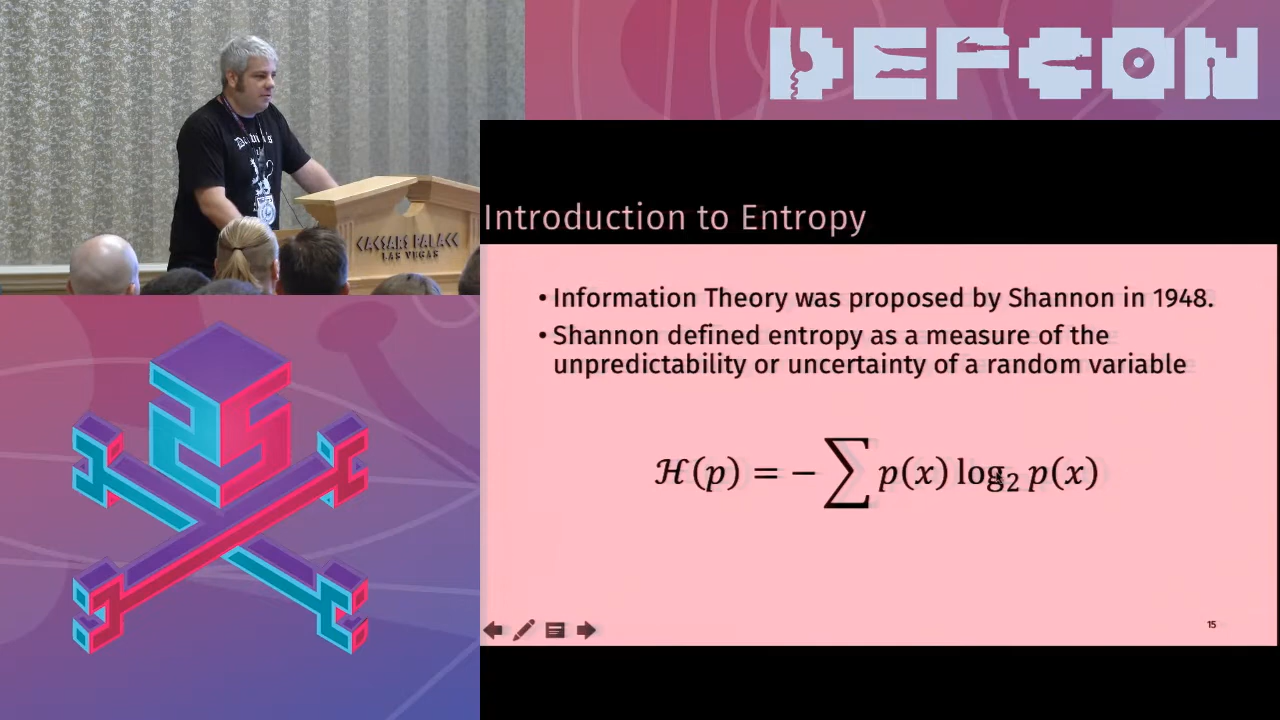 DEFCON
CAESARS PALACE
LAS VEGAS
Introduction to Entropy
• Information Theory was proposed by Shannon in 1948.
• Shannon defined entropy as a measure of the
unpredictability or uncertainty of a random variable
ℋ(p) = −∑ p(x) log₂ p(x)
15